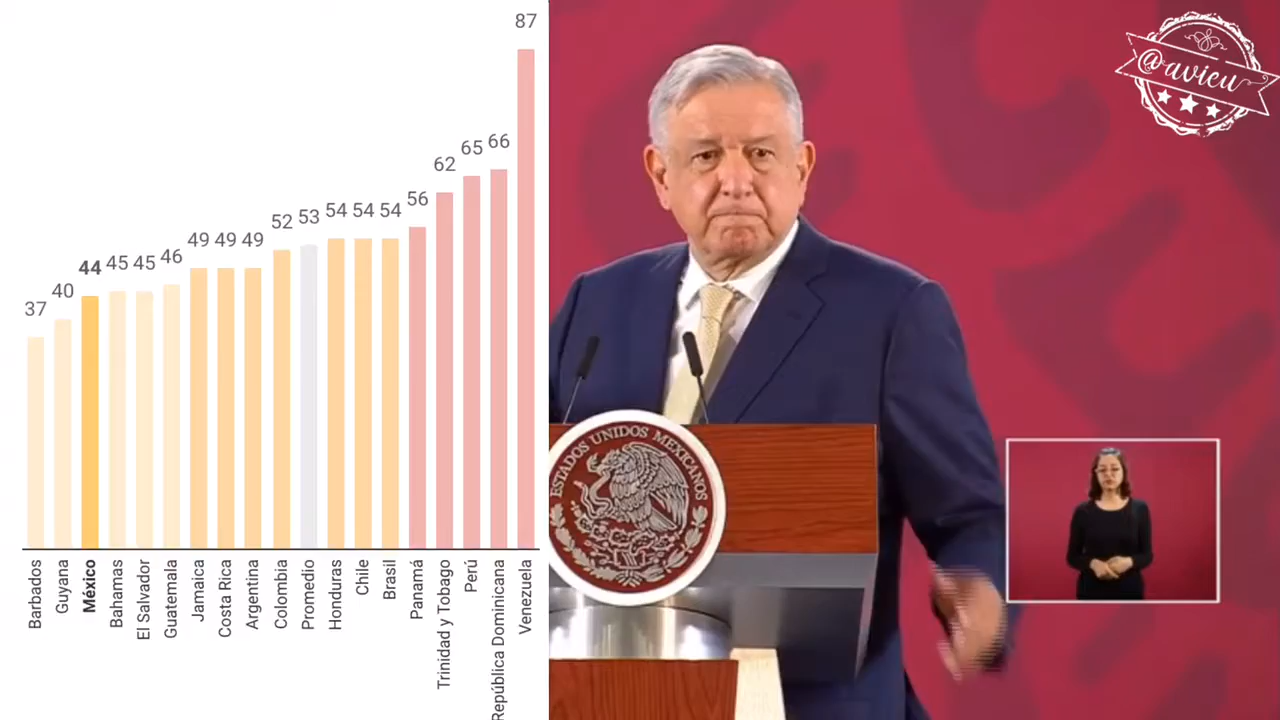 87
66
65
62
56
54
54
54
53
52
49
49
49
46
45
45
44
40
37
Barbados
Guyana
México
Bahamas
El Salvador
Guatemala
Jamaica
Costa Rica
Argentina
Colombia
Promedio
Honduras
Chile
Brasil
Panamá
Trinidad y Tobago
Perú
República Dominicana
Venezuela
@avieu
ESTADOS UNIDOS MEXICANOS